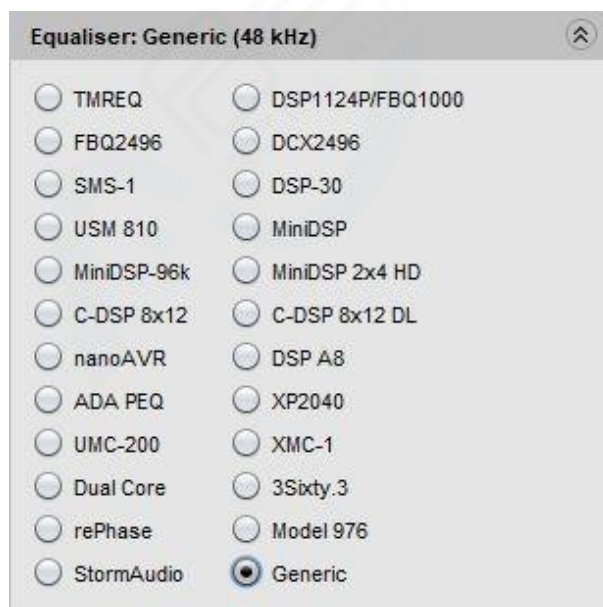 Equaliser: Generic (48 kHz)
TMREQ DSP1124P/FBQ1000
FBQ2496 DCX2496
SMS-1 DSP-30
USM 810 MiniDSP
MiniDSP-96k MiniDSP 2x4 HD
C-DSP 8x12 C-DSP 8x12 DL
nanoAVR DSP A8
ADA PEQ XP2040
UMC-200 XMC-1
Dual Core 3Sixty.3
rePhase Model 976
StormAudio Generic